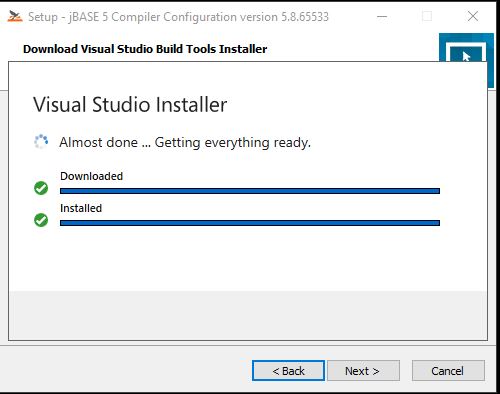 Setup - jBASE 5 Compiler Configuration version 5.8.65533
Download Visual Studio Build Tools Installer
Visual Studio Installer
Almost done ... Getting everything ready.
Downloaded
Installed
< Back Next > Cancel